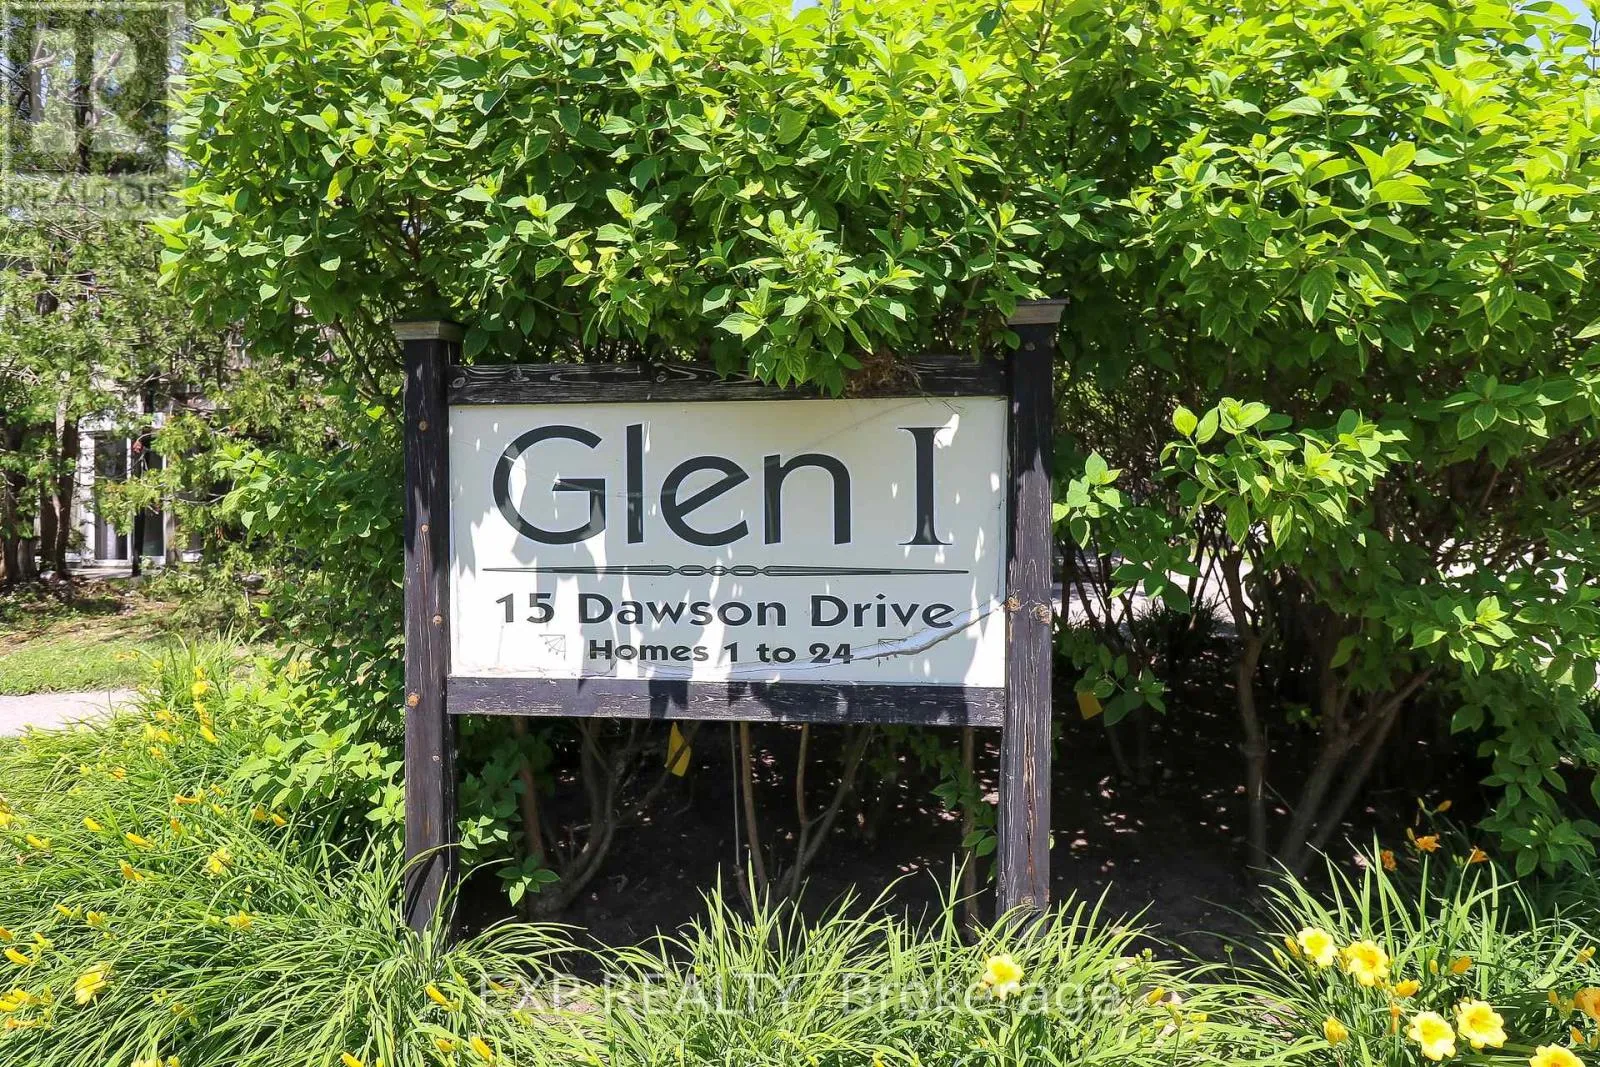 REALTOR
Glen I
15 Dawson Drive
Homes 1 to 24
EXP REALTY, Brokerage